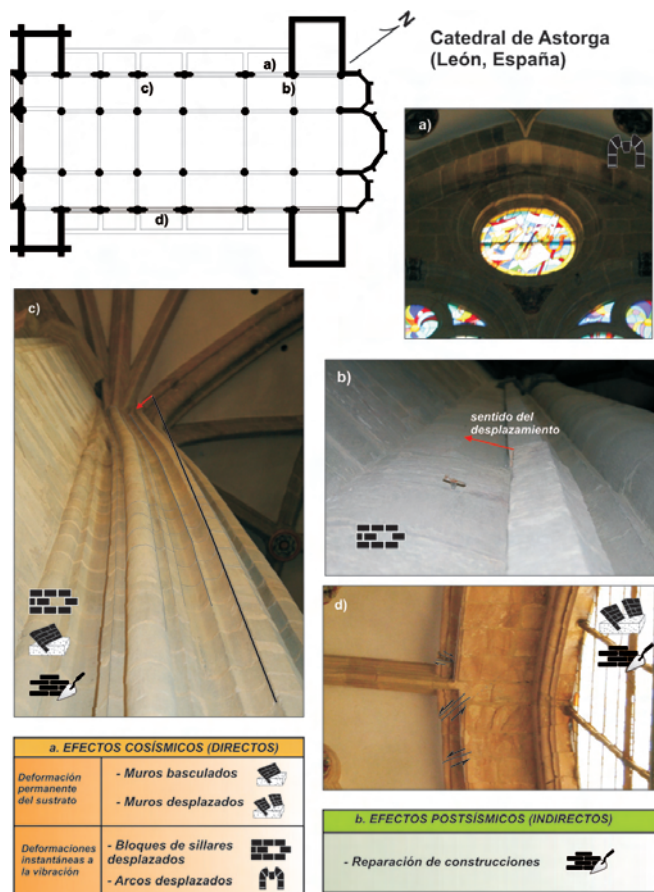 Catedral de Astorga
(León, España)
N
a)
c)
b)
d)
a)
c)
b)
sentido del
desplazamiento
d)
a. EFECTOS COSÍSMICOS (DIRECTOS)
Deformación
permanente
del sustrato
- Muros basculados
- Muros desplazados
Deformaciones
instantáneas a
la vibración
- Bloques de sillares
desplazados
- Arcos desplazados
b. EFECTOS POSTSÍSMICOS (INDIRECTOS)
- Reparación de construcciones